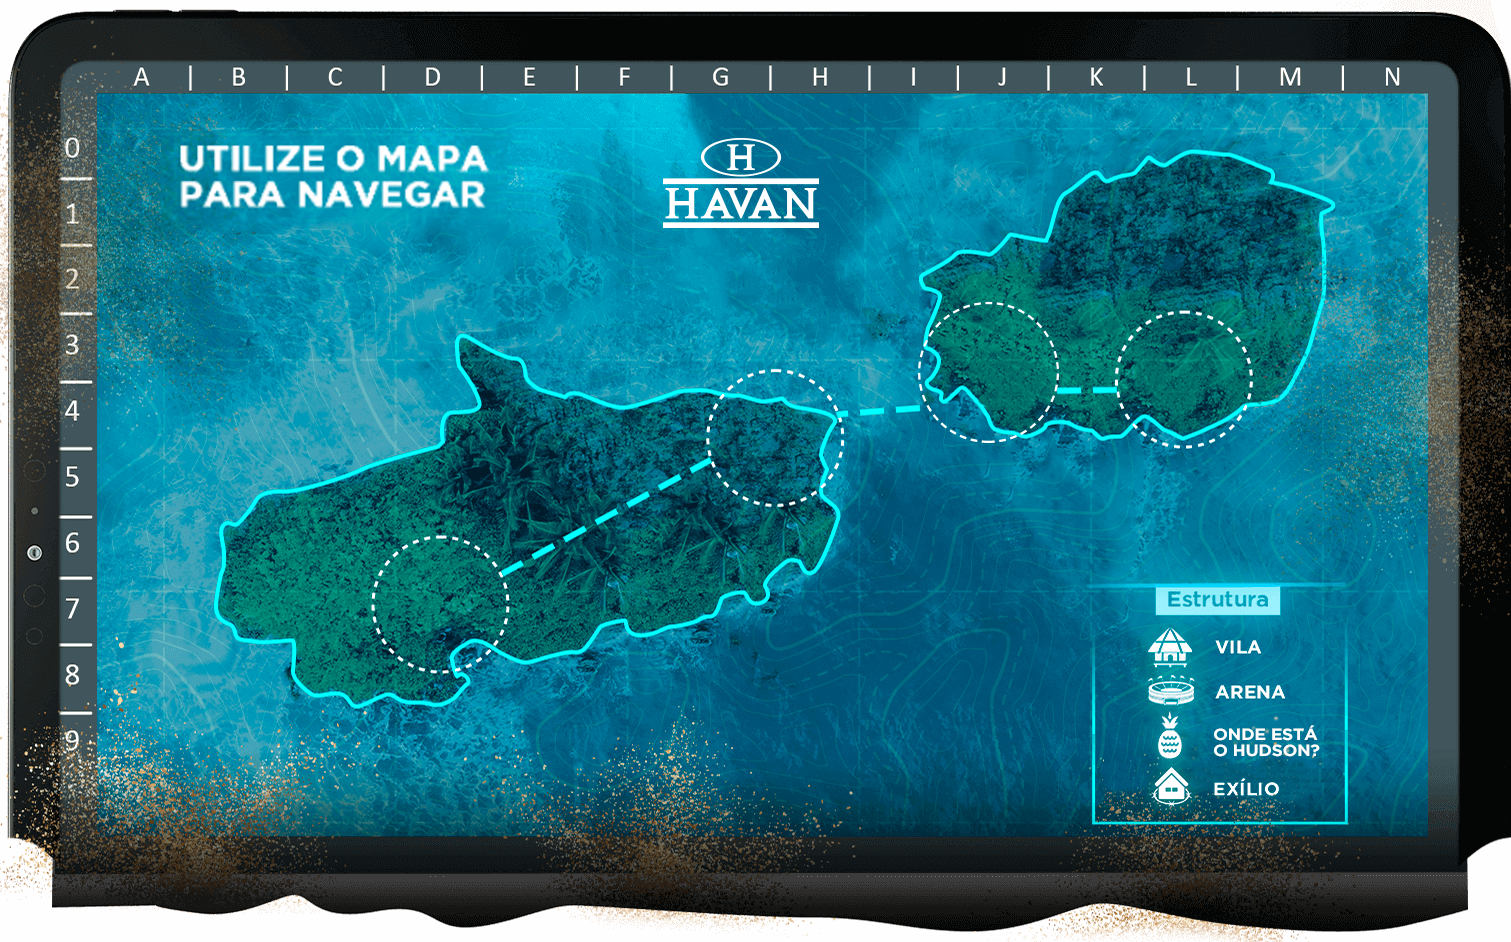 A | B | C | D | E | F | G | H | I | J | K | L | M | N
0
1
2
3
4
5
6
7
8
9
UTILIZE O MAPA
PARA NAVEGAR
H
HAVAN
Estrutura
VILA
ARENA
ONDE ESTÁ
O HUDSON?
EXÍLIO